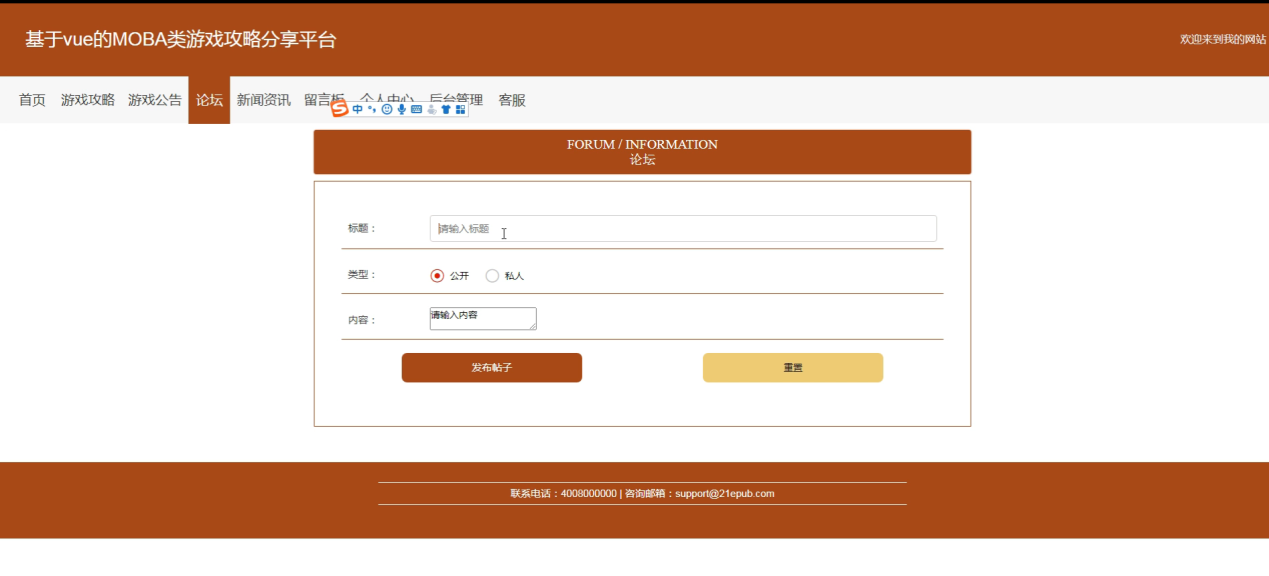 基于vue的MOBA类游戏攻略分享平台
欢迎来到我的网站
首页 游戏攻略 游戏公告 论坛 新闻资讯 留言板 个人中心 后台管理 客服
中
FORUM / INFORMATION
论坛
标题：
请输入标题
类型：
公开 私人
内容：
请输入内容
发布帖子 重置
联系电话：4008000000 | 咨询邮箱：support@21epub.com